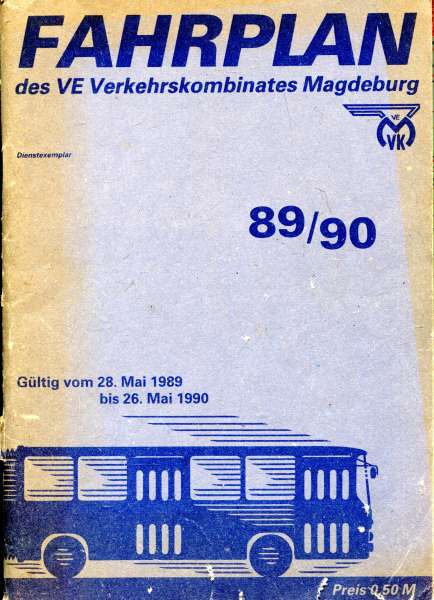 FAHRPLAN
des VE Verkehrskombinates Magdeburg
VE
VK
Dienstexemplar
89/90
Gültig vom 28. Mai 1989
bis 26. Mai 1990
Preis 0,50 M